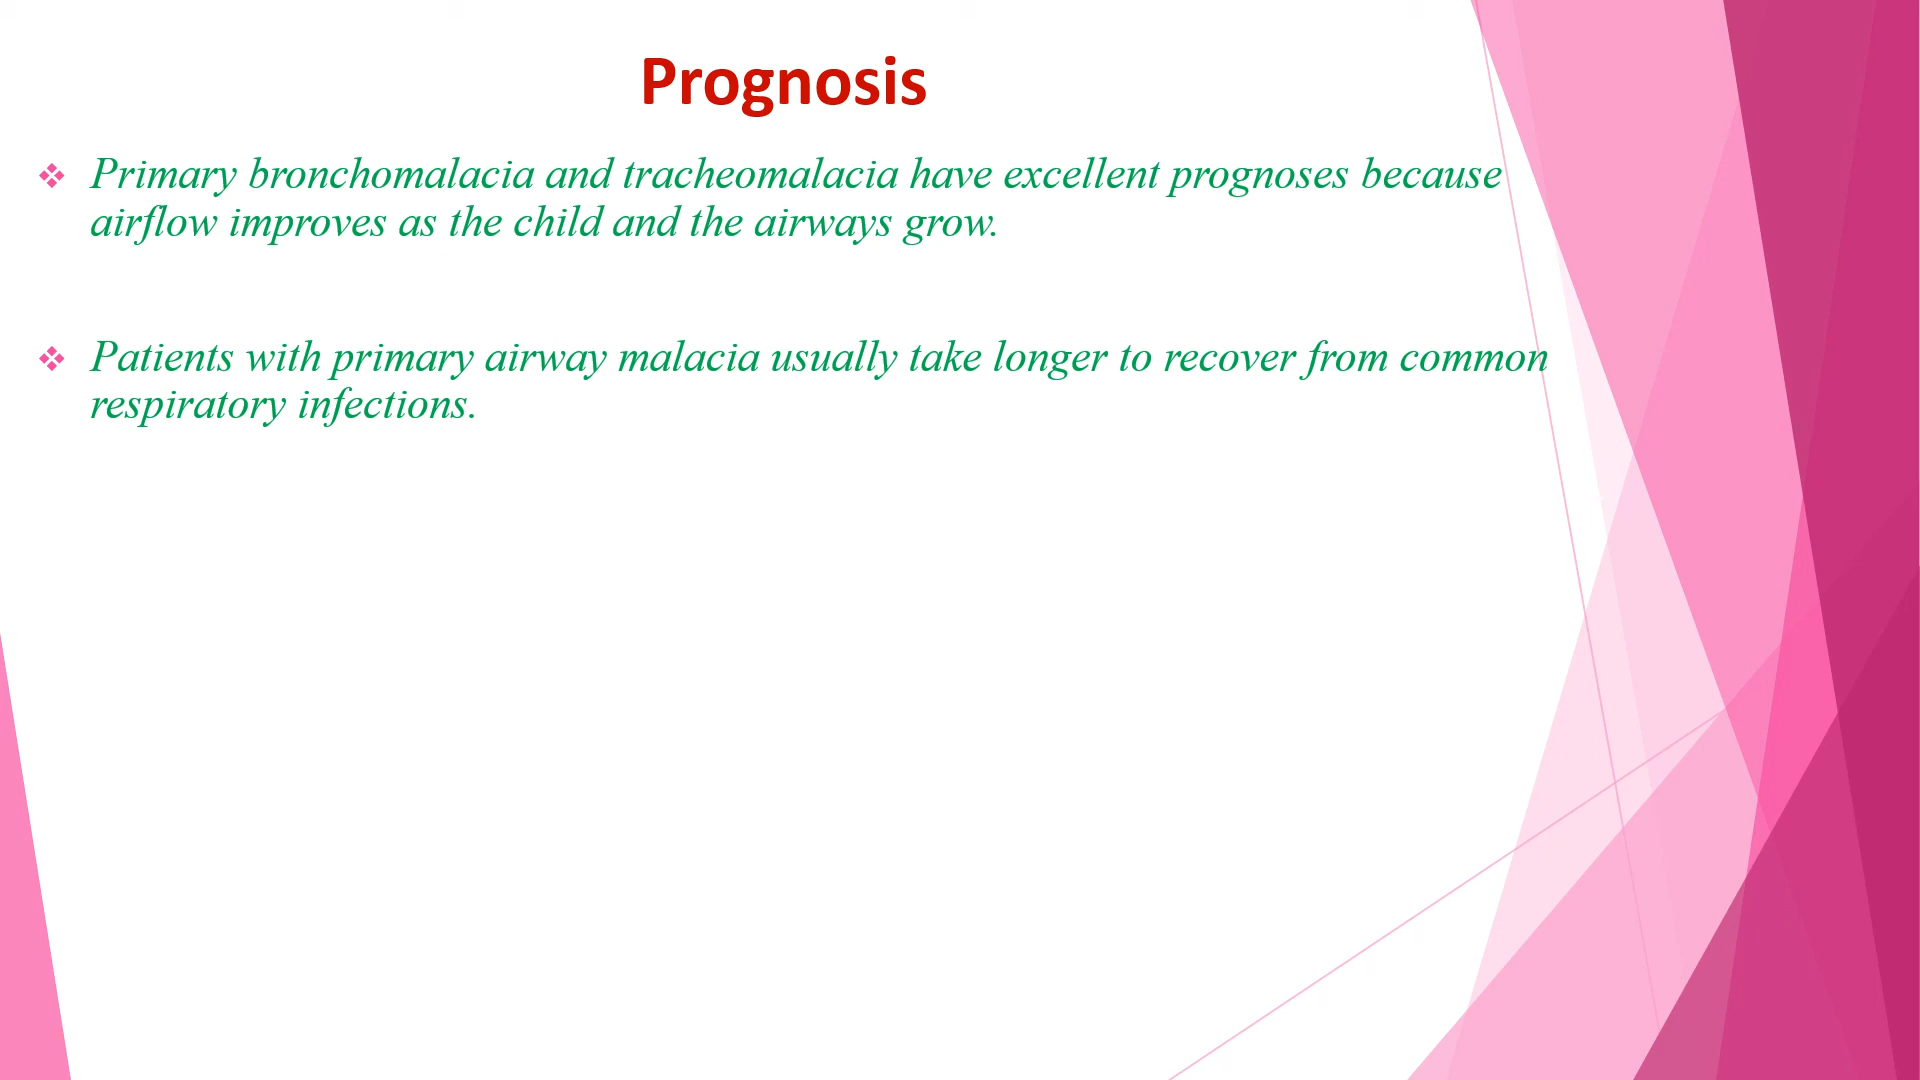 Prognosis
❖ Primary bronchomalacia and tracheomalacia have excellent prognoses because
airflow improves as the child and the airways grow.
❖ Patients with primary airway malacia usually take longer to recover from common
respiratory infections.